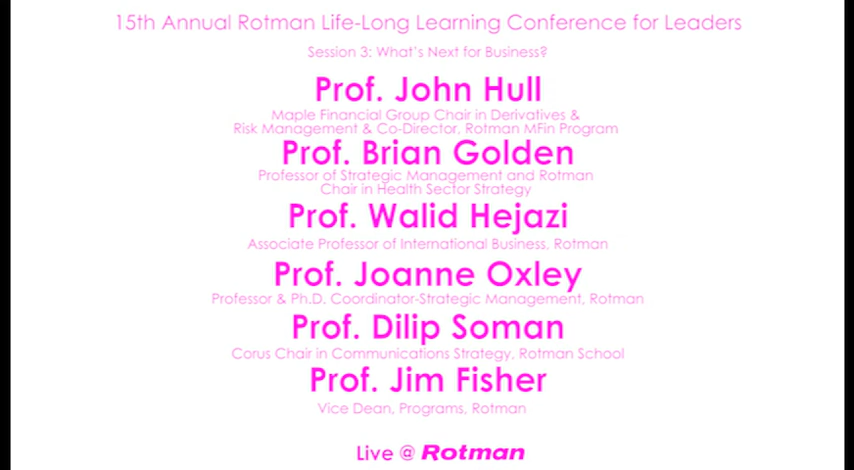 15th Annual Rotman Life-Long Learning Conference for Leaders
Session 3: What's Next for Business?
Prof. John Hull
Maple Financial Group Chair in Derivatives &
Risk Management & Co-Director, Rotman MFin Program
Prof. Brian Golden
Professor of Strategic Management and Rotman
Chair in Health Sector Strategy
Prof. Walid Hejazi
Associate Professor of International Business, Rotman
Prof. Joanne Oxley
Professor & Ph.D. Coordinator-Strategic Management, Rotman
Prof. Dilip Soman
Corus Chair in Communications Strategy, Rotman School
Prof. Jim Fisher
Vice Dean, Programs, Rotman
Live @ Rotman